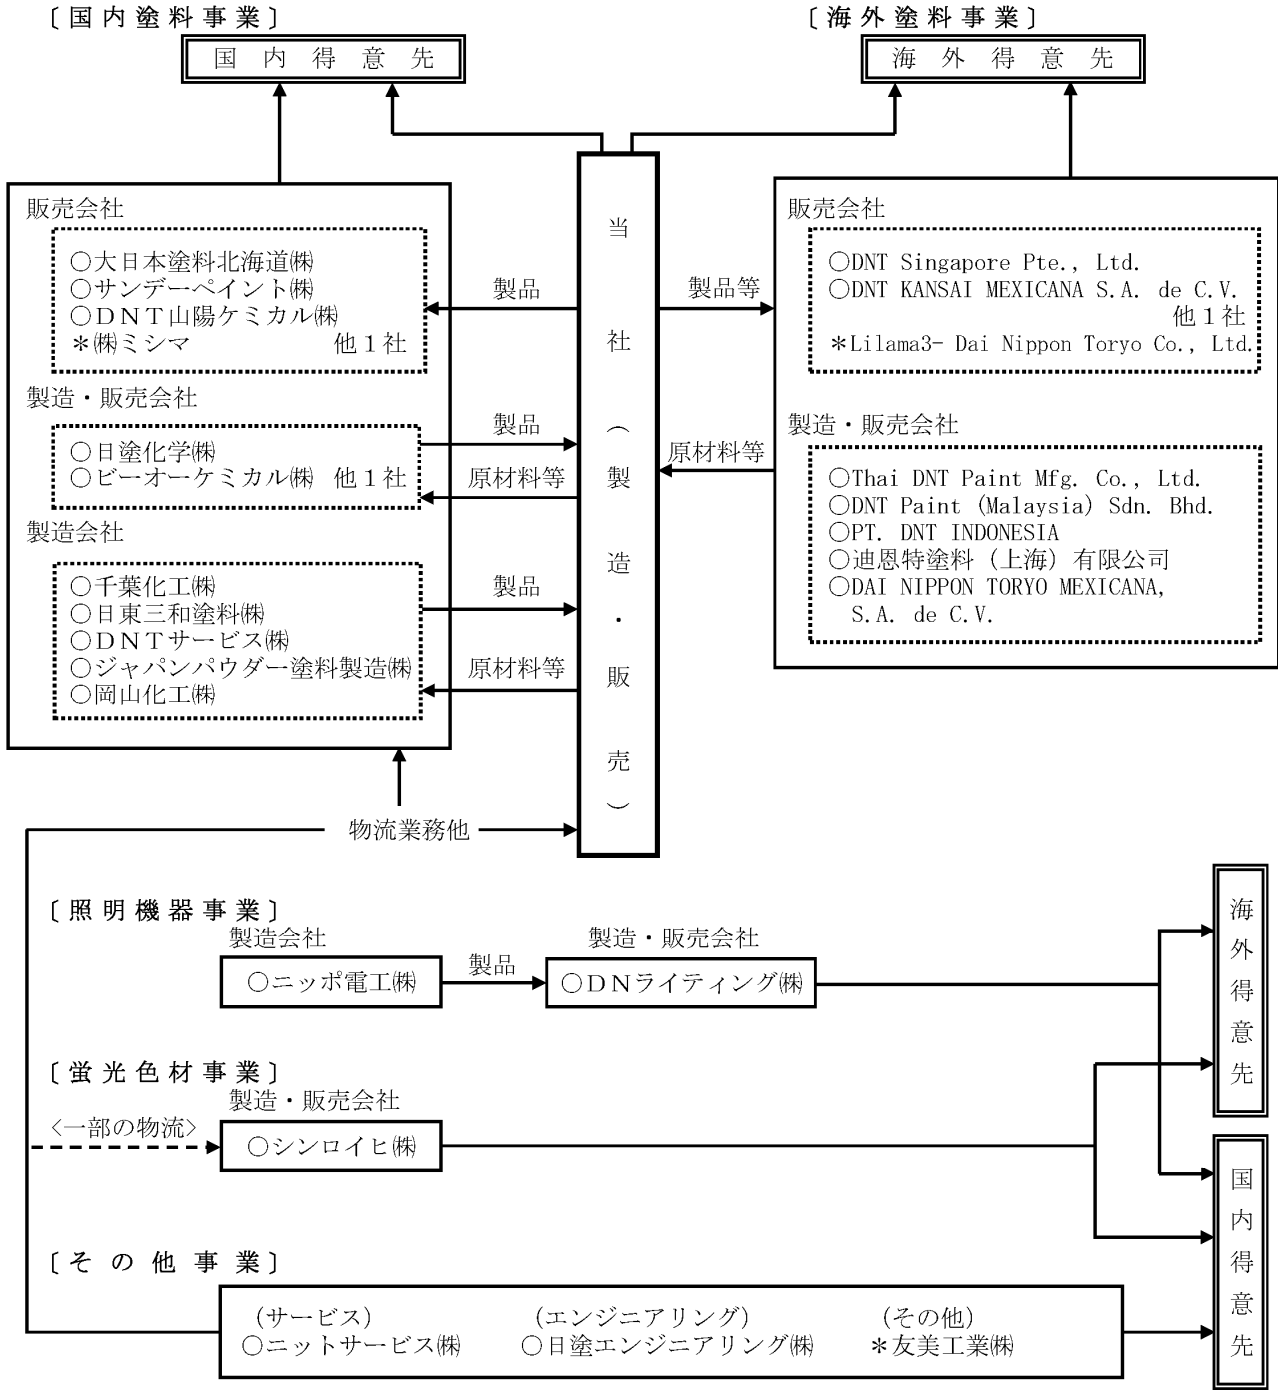 〔国内塗料事業〕
国内得意先
販売会社
○大日本塗料北海道㈱
○サンデーペイント㈱
○ＤＮＴ山陽ケミカル㈱
＊㈱ミシマ 他１社
製造・販売会社
○日塗化学㈱
○ビーオーケミカル㈱ 他１社
製造会社
○千葉化工㈱
○日東三和塗料㈱
○ＤＮＴサービス㈱
○ジャパンパウダー塗料製造㈱
○岡山化工㈱
製品
製品
原材料等
製品
原材料等
当社（製造・販売）
製品等
原材料等
〔海外塗料事業〕
海外得意先
販売会社
○DNT Singapore Pte., Ltd.
○DNT KANSAI MEXICANA S.A. de C.V.
他１社
＊Lilama3- Dai Nippon Toryo Co., Ltd.
製造・販売会社
○Thai DNT Paint Mfg. Co., Ltd.
○DNT Paint (Malaysia) Sdn. Bhd.
○PT. DNT INDONESIA
○迪恩特塗料（上海）有限公司
○DAI NIPPON TORYO MEXICANA,
S.A. de C.V.
物流業務他
〔照明機器事業〕
製造会社
○ニッポ電工㈱
製品
製造・販売会社
○ＤＮライティング㈱
海外得意先
〔蛍光色材事業〕
製造・販売会社
<一部の物流>
○シンロイヒ㈱
国内得意先
〔その他事業〕
(サービス) (エンジニアリング) (その他)
○ニットサービス㈱ ○日塗エンジニアリング㈱ ＊友美工業㈱